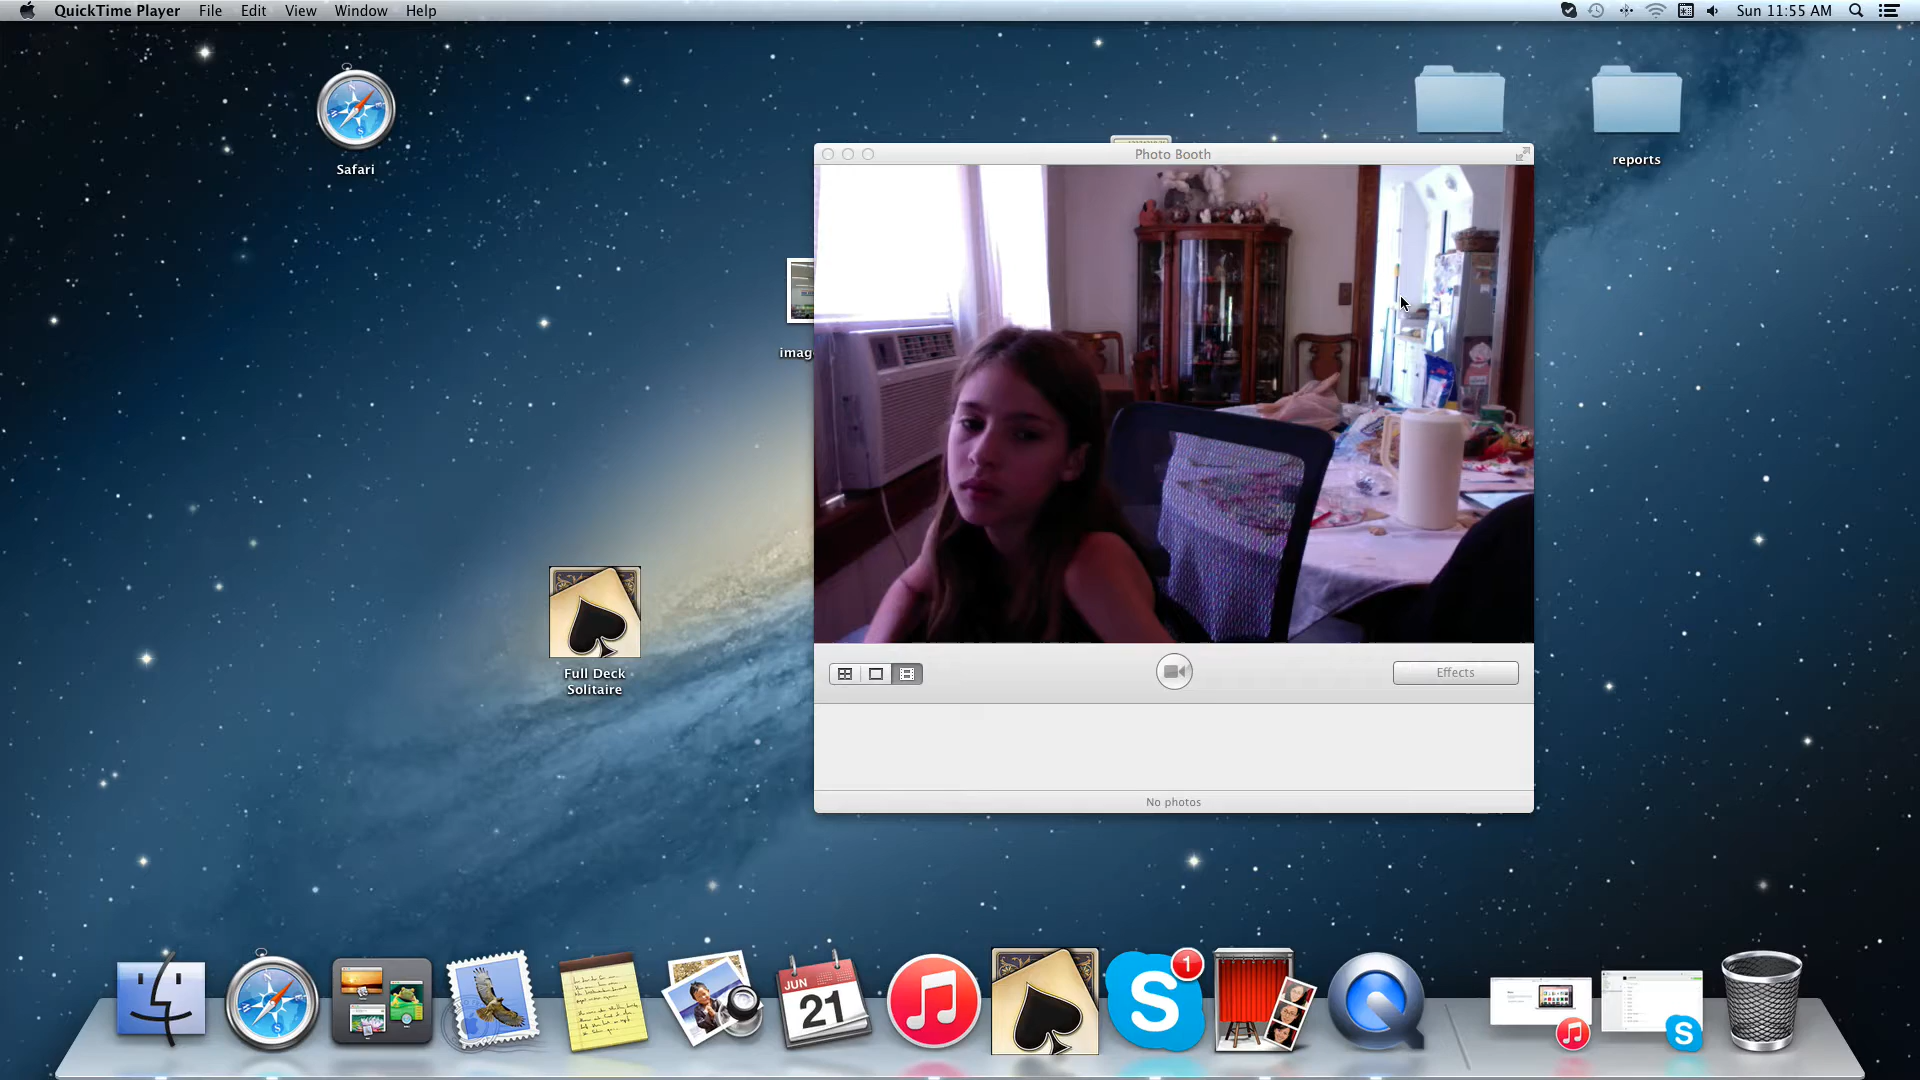 QuickTime Player File Edit View Window Help Sun 11:55 AM
Safari
reports
Photo Booth
imag
Full Deck
Solitaire
Effects
No photos
JUN
21
1